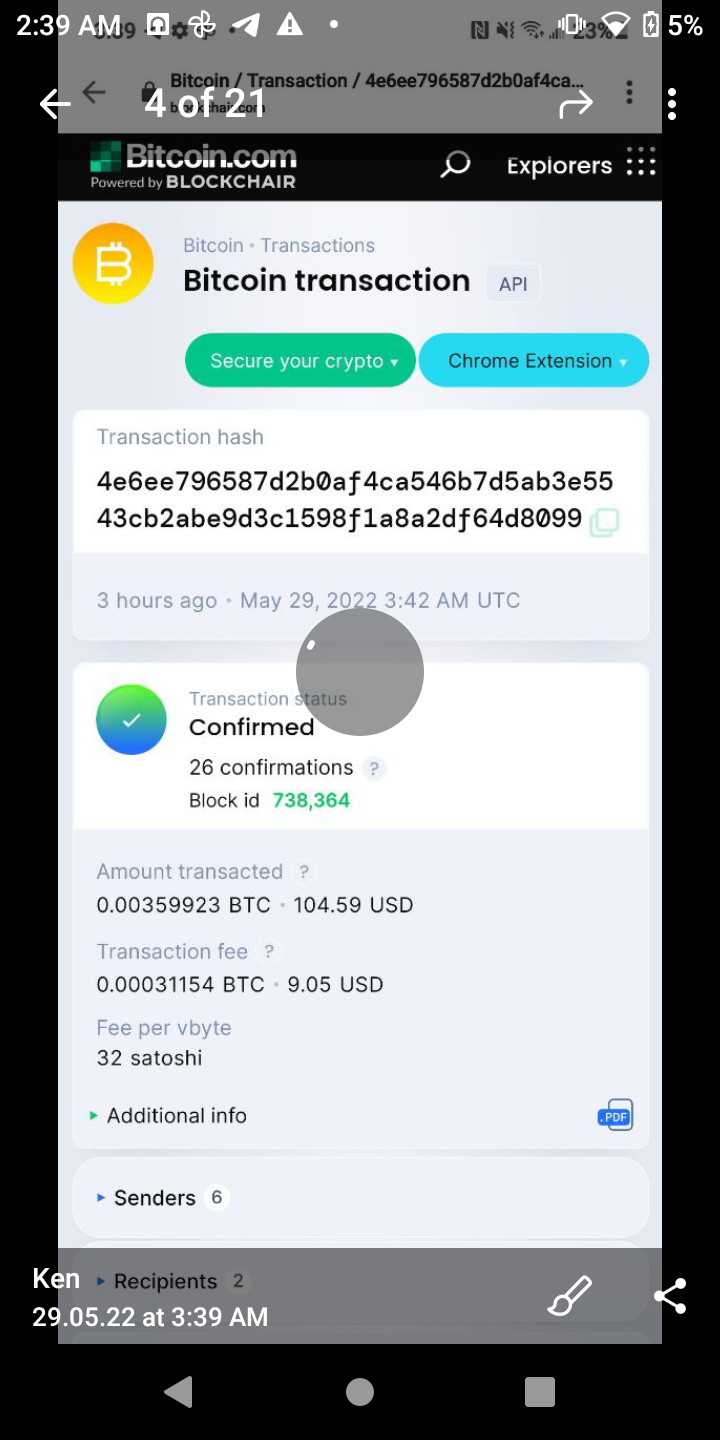 2:39 AM 5%
23%
Bitcoin / Transaction / 4e6ee796587d2b0af4ca...
4 of 21
Bitcoin.com
Powered by BLOCKCHAIR
Explorers
Bitcoin • Transactions
Bitcoin transaction API
Secure your crypto ▾ Chrome Extension ▾
Transaction hash
4e6ee796587d2b0af4ca546b7d5ab3e55
43cb2abe9d3c1598f1a8a2df64d8099
3 hours ago • May 29, 2022 3:42 AM UTC
Transaction status
Confirmed
26 confirmations ?
Block id 738,364
Amount transacted ?
0.00359923 BTC • 104.59 USD
Transaction fee ?
0.00031154 BTC • 9.05 USD
Fee per vbyte
32 satoshi
Additional info .PDF
Senders 6
Recipients 2
Ken
29.05.22 at 3:39 AM